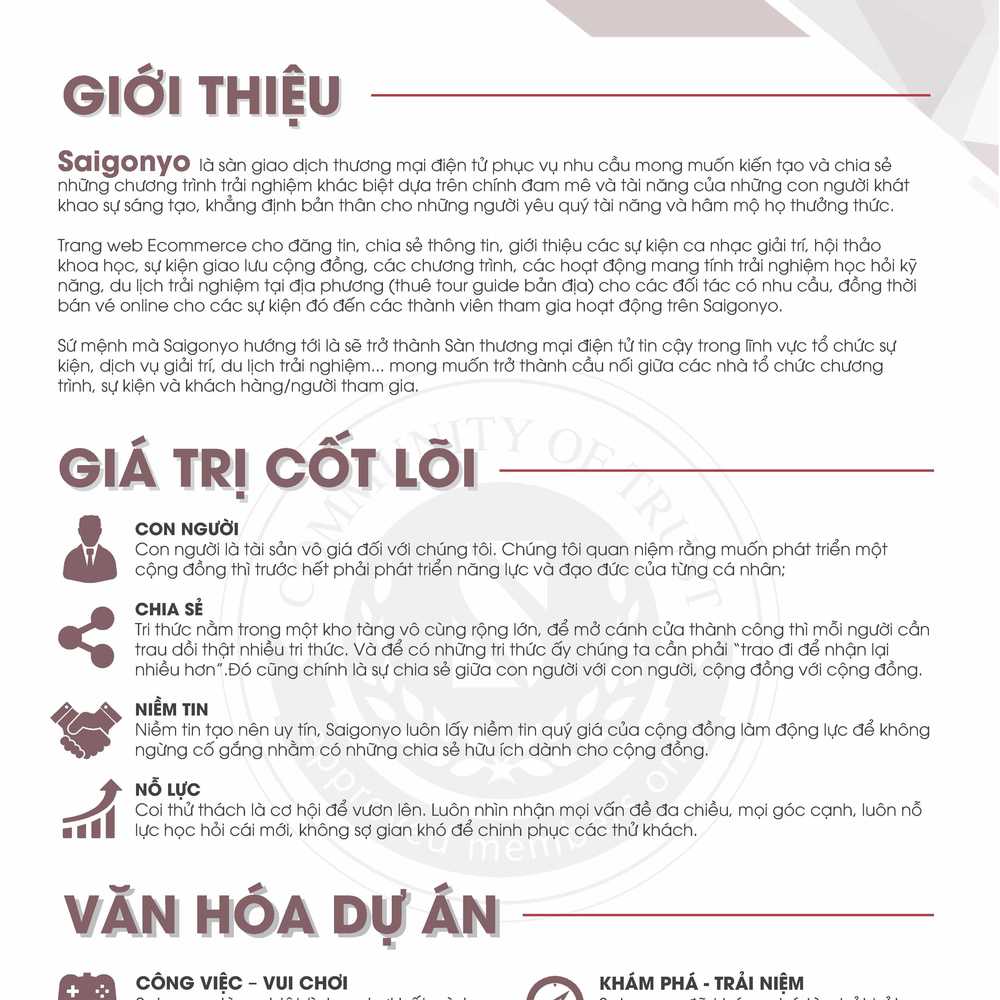 GIỚI THIỆU
Saigonyo là sàn giao dịch thương mại điện tử phục vụ nhu cầu mong muốn kiến tạo và chia sẻ
những chương trình trải nghiệm khác biệt dựa trên chính đam mê và tài năng của những con người khát
khao sự sáng tạo, khẳng định bản thân cho những người yêu quý tài năng và hâm mộ họ thưởng thức.
Trang web Ecommerce cho đăng tin, chia sẻ thông tin, giới thiệu các sự kiện ca nhạc giải trí, hội thảo
khoa học, sự kiện giao lưu cộng đồng, các chương trình, các hoạt động mang tính trải nghiệm học hỏi kỹ
năng, du lịch trải nghiệm tại địa phương (thuê tour guide bản địa) cho các đối tác có nhu cầu, đồng thời
bán vé online cho các sự kiện đó đến các thành viên tham gia hoạt động trên Saigonyo.
Sứ mệnh mà Saigonyo hướng tới là sẽ trở thành Sàn thương mại điện tử tin cậy trong lĩnh vực tổ chức sự
kiện, dịch vụ giải trí, du lịch trải nghiệm... mong muốn trở thành cầu nối giữa các nhà tổ chức chương
trình, sự kiện và khách hàng/người tham gia.
COMMUNITY OF TRUST
GIÁ TRỊ CỐT LÕI
CON NGƯỜI
Con người là tài sản vô giá đối với chúng tôi. Chúng tôi quan niệm rằng muốn phát triển một
cộng đồng thì trước hết phải phát triển năng lực và đạo đức của từng cá nhân;
CHIA SẺ
Tri thức nằm trong một kho tàng vô cùng rộng lớn, để mở cánh cửa thành công thì mỗi người cần
trau dồi thật nhiều tri thức. Và để có những tri thức ấy chúng ta cần phải “trao đi để nhận lại
nhiều hơn”.Đó cũng chính là sự chia sẻ giữa con người với con người, cộng đồng với cộng đồng.
NIỀM TIN
Niềm tin tạo nên uy tín, Saigonyo luôn lấy niềm tin quý giá của cộng đồng làm động lực để không
ngừng cố gắng nhằm có những chia sẻ hữu ích dành cho cộng đồng.
NỖ LỰC
Coi thử thách là cơ hội để vươn lên. Luôn nhìn nhận mọi vấn đề đa chiều, mọi góc cạnh, luôn nỗ
lực học hỏi cái mới, không sợ gian khó để chinh phục các thử khách.
VĂN HÓA DỰ ÁN
CÔNG VIỆC – VUI CHƠI
KHÁM PHÁ - TRẢI NIỆM